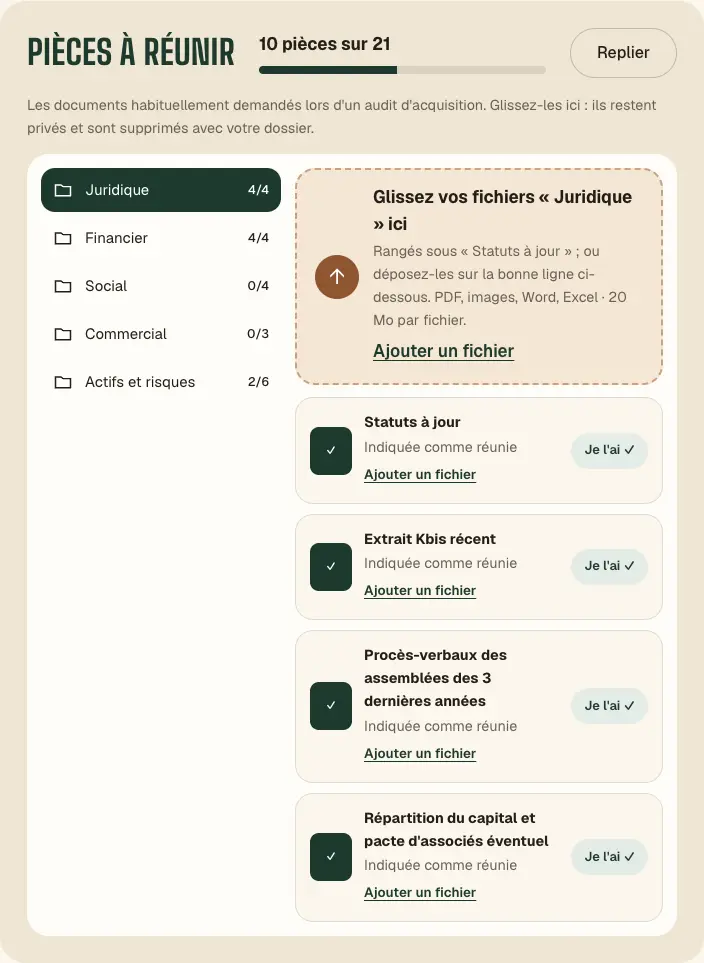 PIÈCES À RÉUNIR
10 pièces sur 21
Replier
Les documents habituellement demandés lors d'un audit d'acquisition. Glissez-les ici : ils restent
privés et sont supprimés avec votre dossier.
Juridique 4/4
Financier 4/4
Social 0/4
Commercial 0/3
Actifs et risques 2/6
Glissez vos fichiers « Juridique
» ici
Rangés sous « Statuts à jour » ; ou
déposez-les sur la bonne ligne ci-
dessous. PDF, images, Word, Excel · 20
Mo par fichier.
Ajouter un fichier
Statuts à jour
Indiquée comme réunie
Ajouter un fichier
Je l'ai ✓
Extrait Kbis récent
Indiquée comme réunie
Ajouter un fichier
Je l'ai ✓
Procès-verbaux des
assemblées des 3
dernières années
Indiquée comme réunie
Ajouter un fichier
Je l'ai ✓
Répartition du capital et
pacte d'associés éventuel
Indiquée comme réunie
Ajouter un fichier
Je l'ai ✓